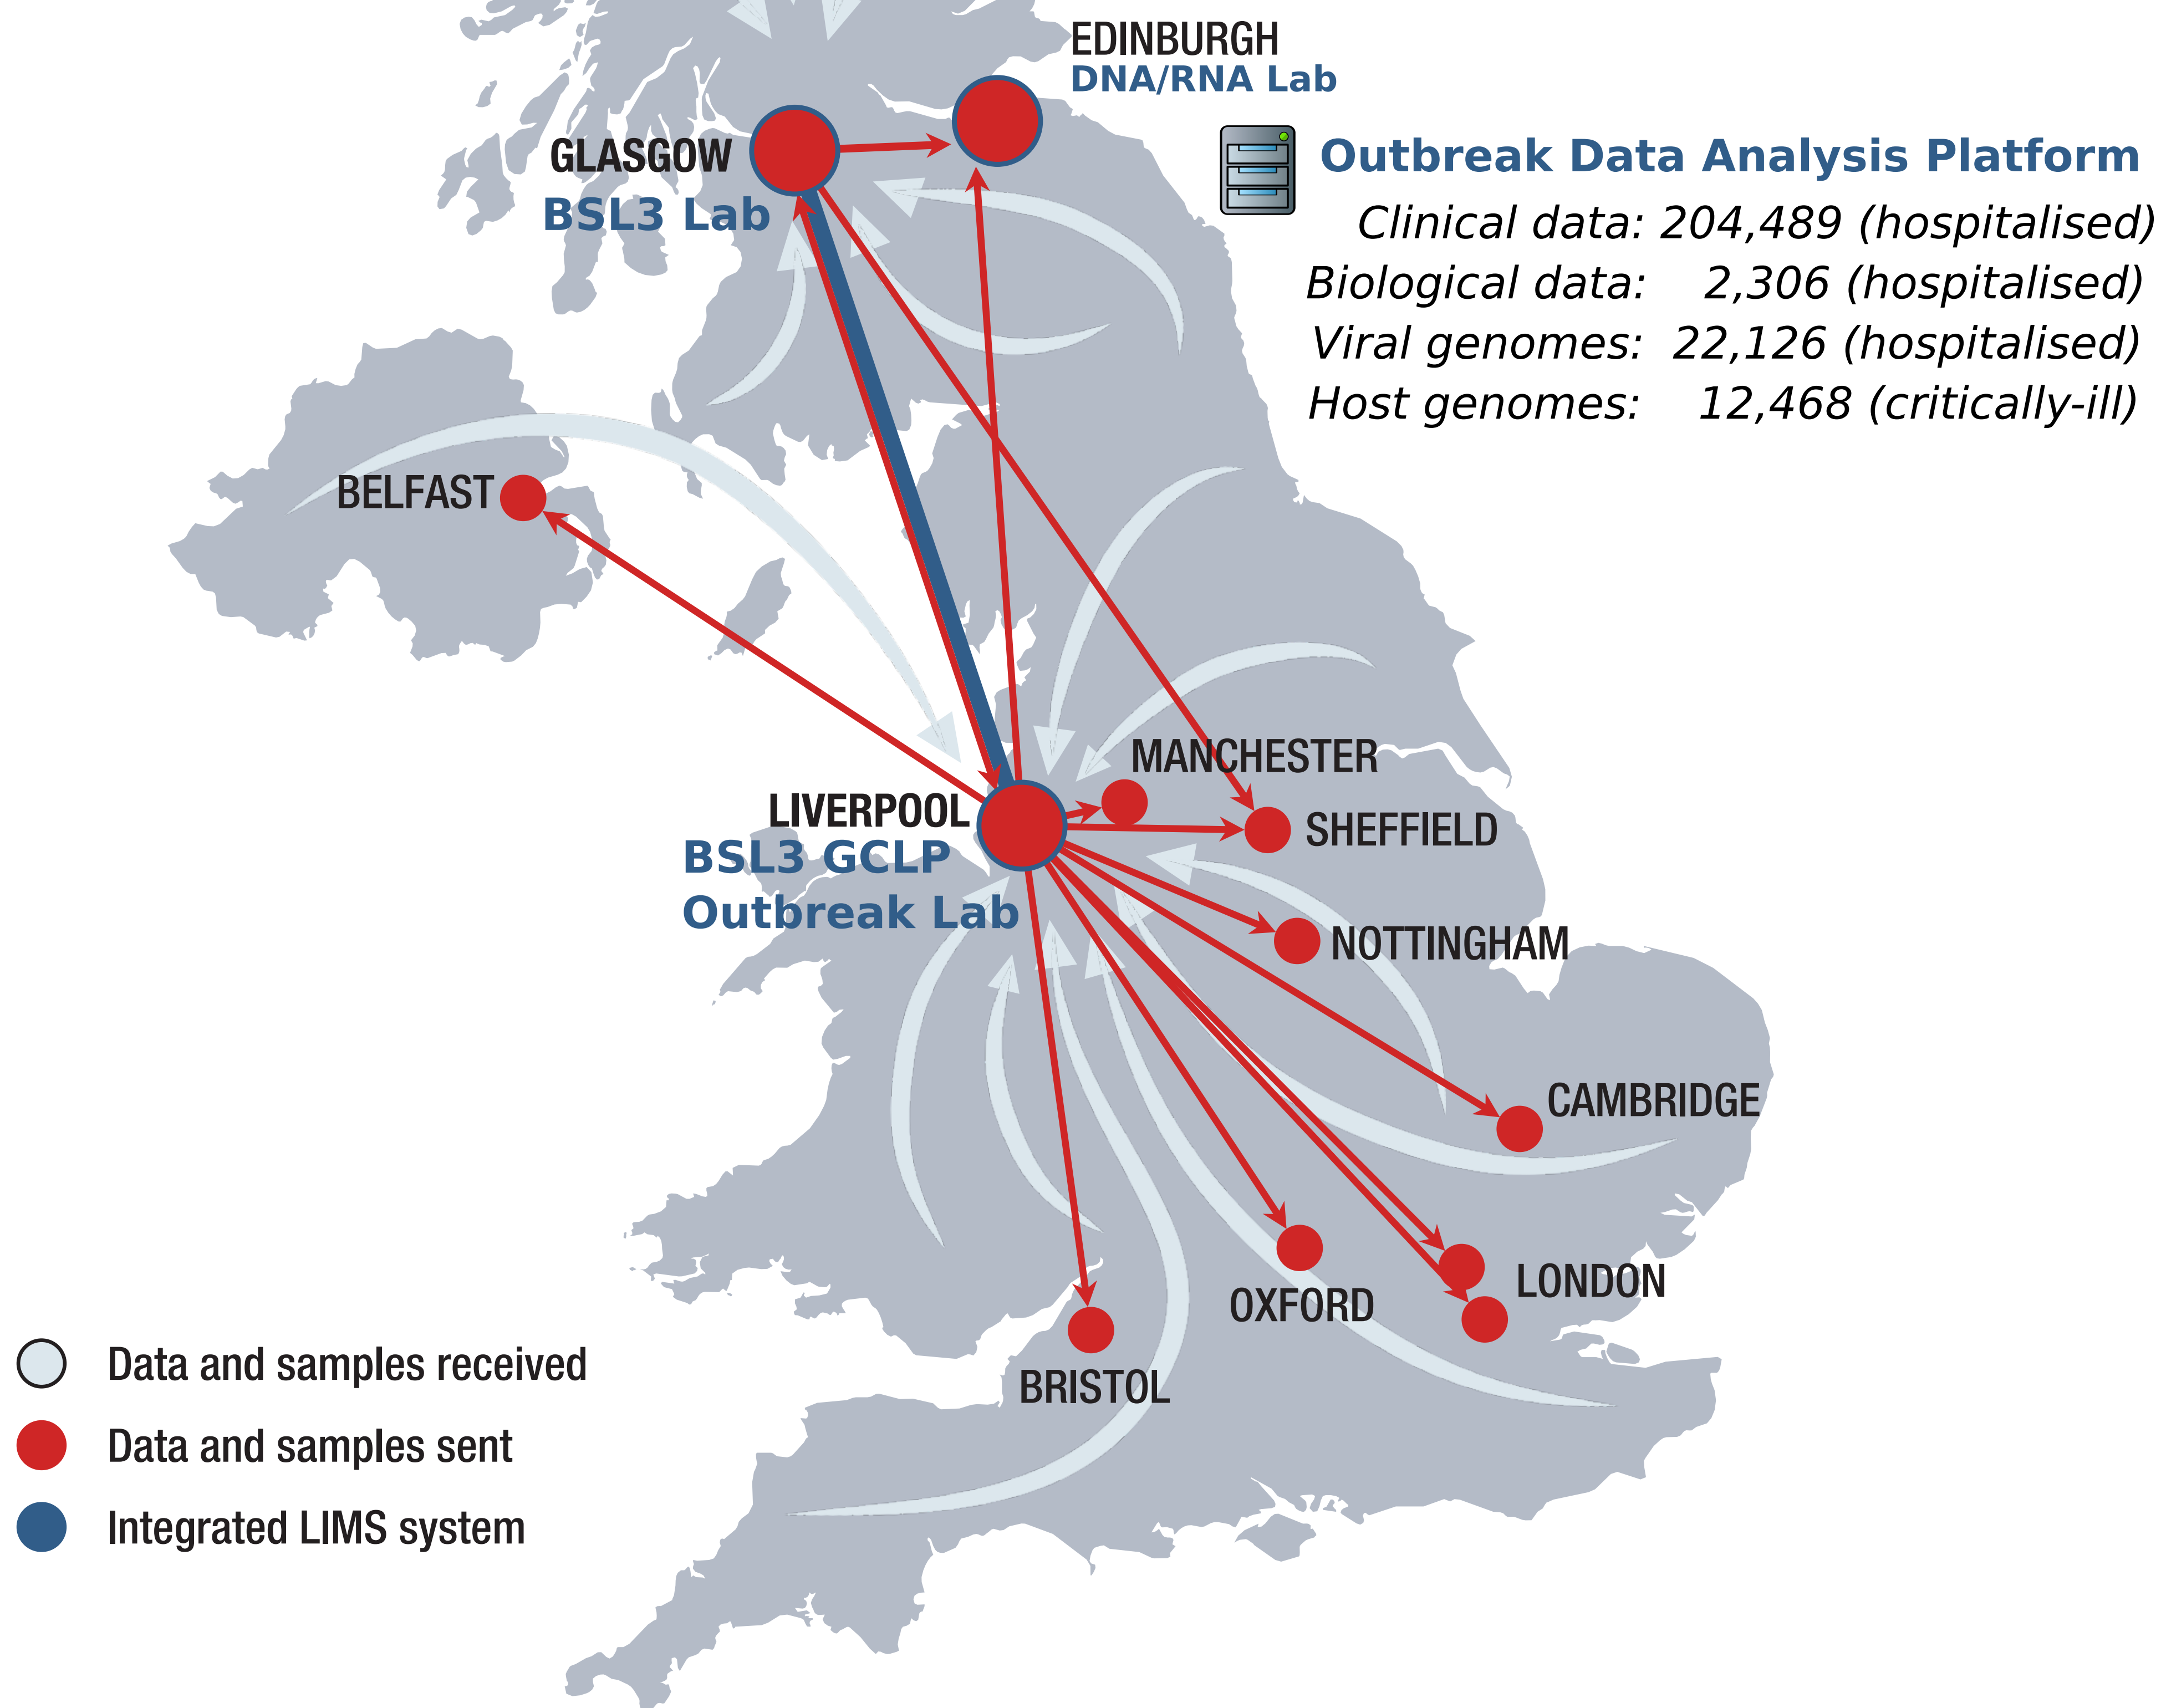 EDINBURGH
DNA/RNA Lab
GLASGOW
BSL3 Lab
Outbreak Data Analysis Platform
Clinical data: 204,489 (hospitalised)
Biological data: 2,306 (hospitalised)
Viral genomes: 22,126 (hospitalised)
Host genomes: 12,468 (critically-ill)
BELFAST
MANCHESTER
LIVERPOOL
BSL3 GCLP
Outbreak Lab
SHEFFIELD
NOTTINGHAM
CAMBRIDGE
LONDON
OXFORD
BRISTOL
Data and samples received
Data and samples sent
Integrated LIMS system